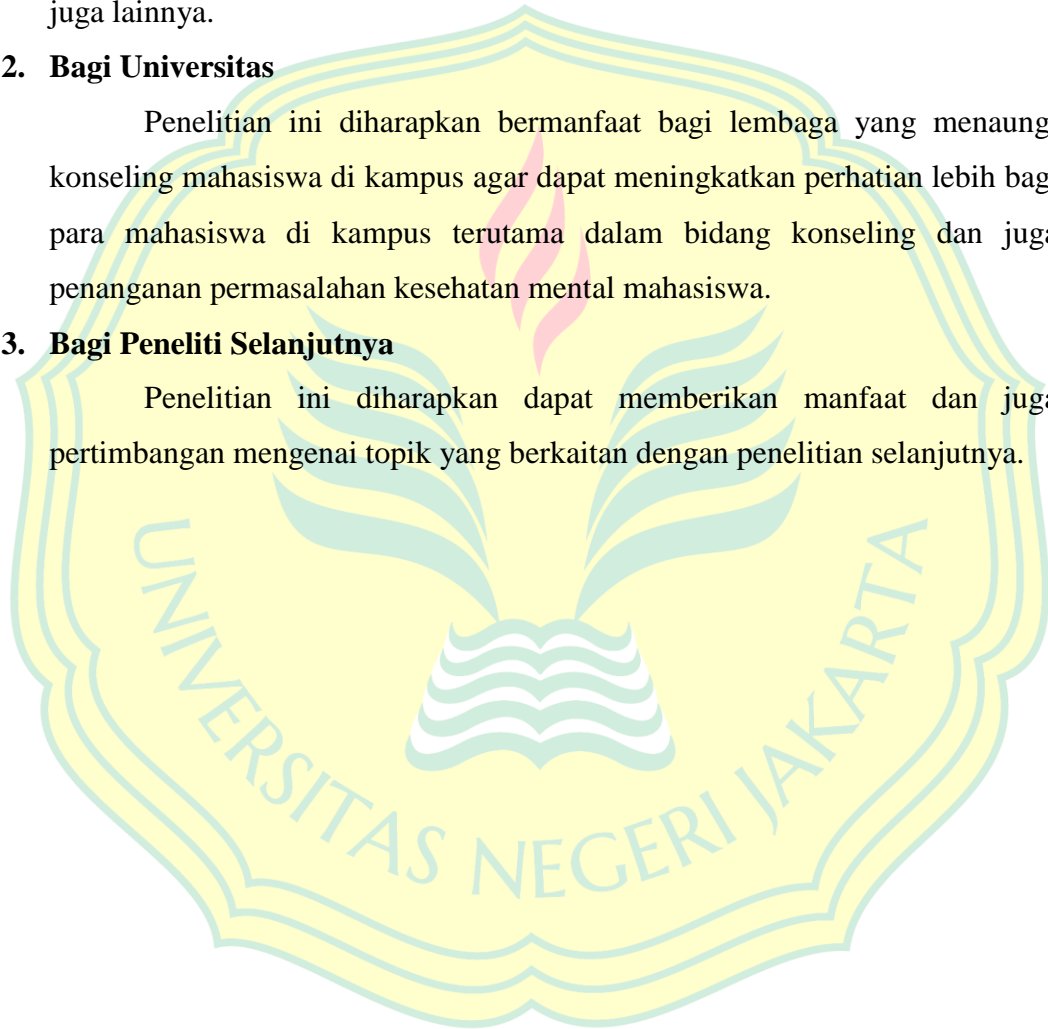 juga lainnya.
2. Bagi Universitas
Penelitian ini diharapkan bermanfaat bagi lembaga yang menaung
konseling mahasiswa di kampus agar dapat meningkatkan perhatian lebih bag
para mahasiswa di kampus terutama dalam bidang konseling dan juga
penanganan permasalahan kesehatan mental mahasiswa.
3. Bagi Peneliti Selanjutnya
Penelitian ini diharapkan dapat memberikan manfaat dan juga
pertimbangan mengenai topik yang berkaitan dengan penelitian selanjutnya.
UNIVERSITAS NEGERI JAKARTA